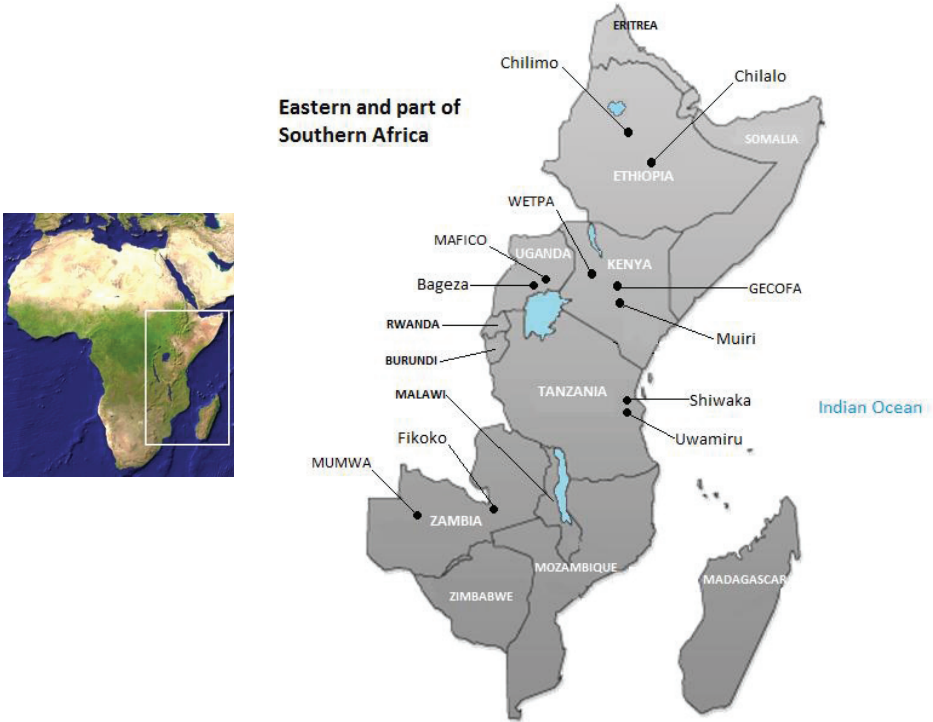 ERITREA
Chilimo
Chilalo
Eastern and part of
Southern Africa
SOMALIA
ETHIOPIA
WETPA
MAFICO
UGANDA
KENYA
Bageza
GECOFA
RWANDA
Muiri
BURUNDI
MALAWI
TANZANIA
Shiwaka
Indian Ocean
Fikoko
Uwamiru
MUMWA
ZAMBIA
MOZAMBIQUE
MADAGASCAR
ZIMBABWE